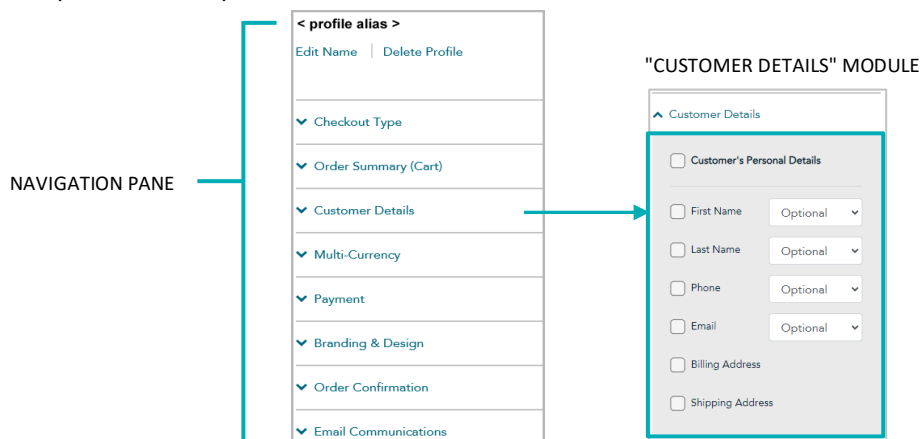 < profile alias >
Edit Name | Delete Profile
"CUSTOMER DETAILS" MODULE
NAVIGATION PANE
Checkout Type
Order Summary (Cart)
Customer Details
Multi-Currency
Payment
Branding & Design
Order Confirmation
Email Communications
Customer Details
Customer's Personal Details
First Name Optional
Last Name Optional
Phone Optional
Email Optional
Billing Address
Shipping Address